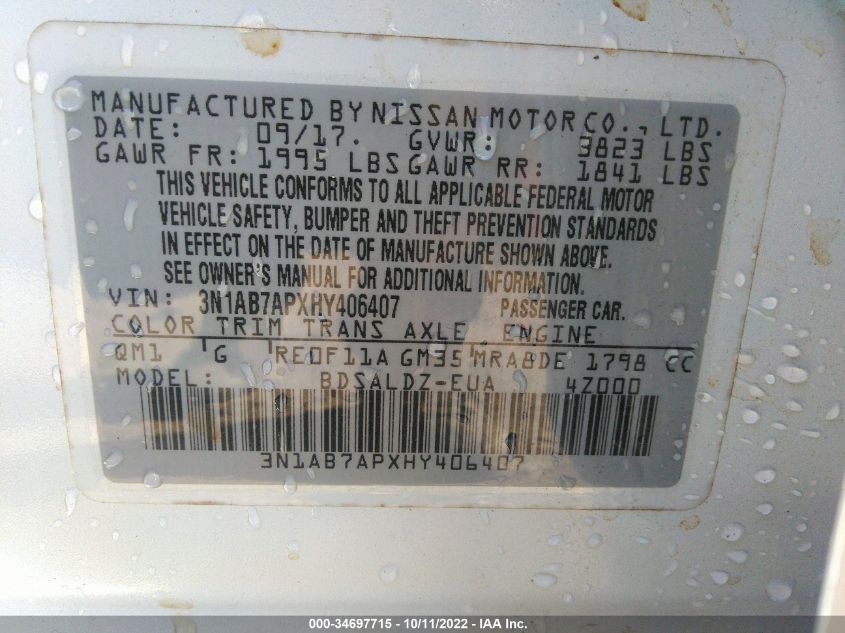 MANUFACTURED BY NISSAN MOTOR CO., LTD.
DATE: 09/17. GVWR: 3823 LBS
GAWR FR: 1995 LBS GAWR RR: 1841 LBS
THIS VEHICLE CONFORMS TO ALL APPLICABLE FEDERAL MOTOR
VEHICLE SAFETY, BUMPER AND THEFT PREVENTION STANDARDS
IN EFFECT ON THE DATE OF MANUFACTURE SHOWN ABOVE.
SEE OWNER'S MANUAL FOR ADDITIONAL INFORMATION.
VIN: 3N1AB7APXHY406407 PASSENGER CAR.
COLOR TRIM TRANS AXLE ENGINE
QM1 G RE0F11A GM35 MRA8DE 1798 CC
MODEL: BDSALDZ-EUA 4Z000
3N1AB7APXHY406407
000-34697715 - 10/11/2022 - IAA Inc.